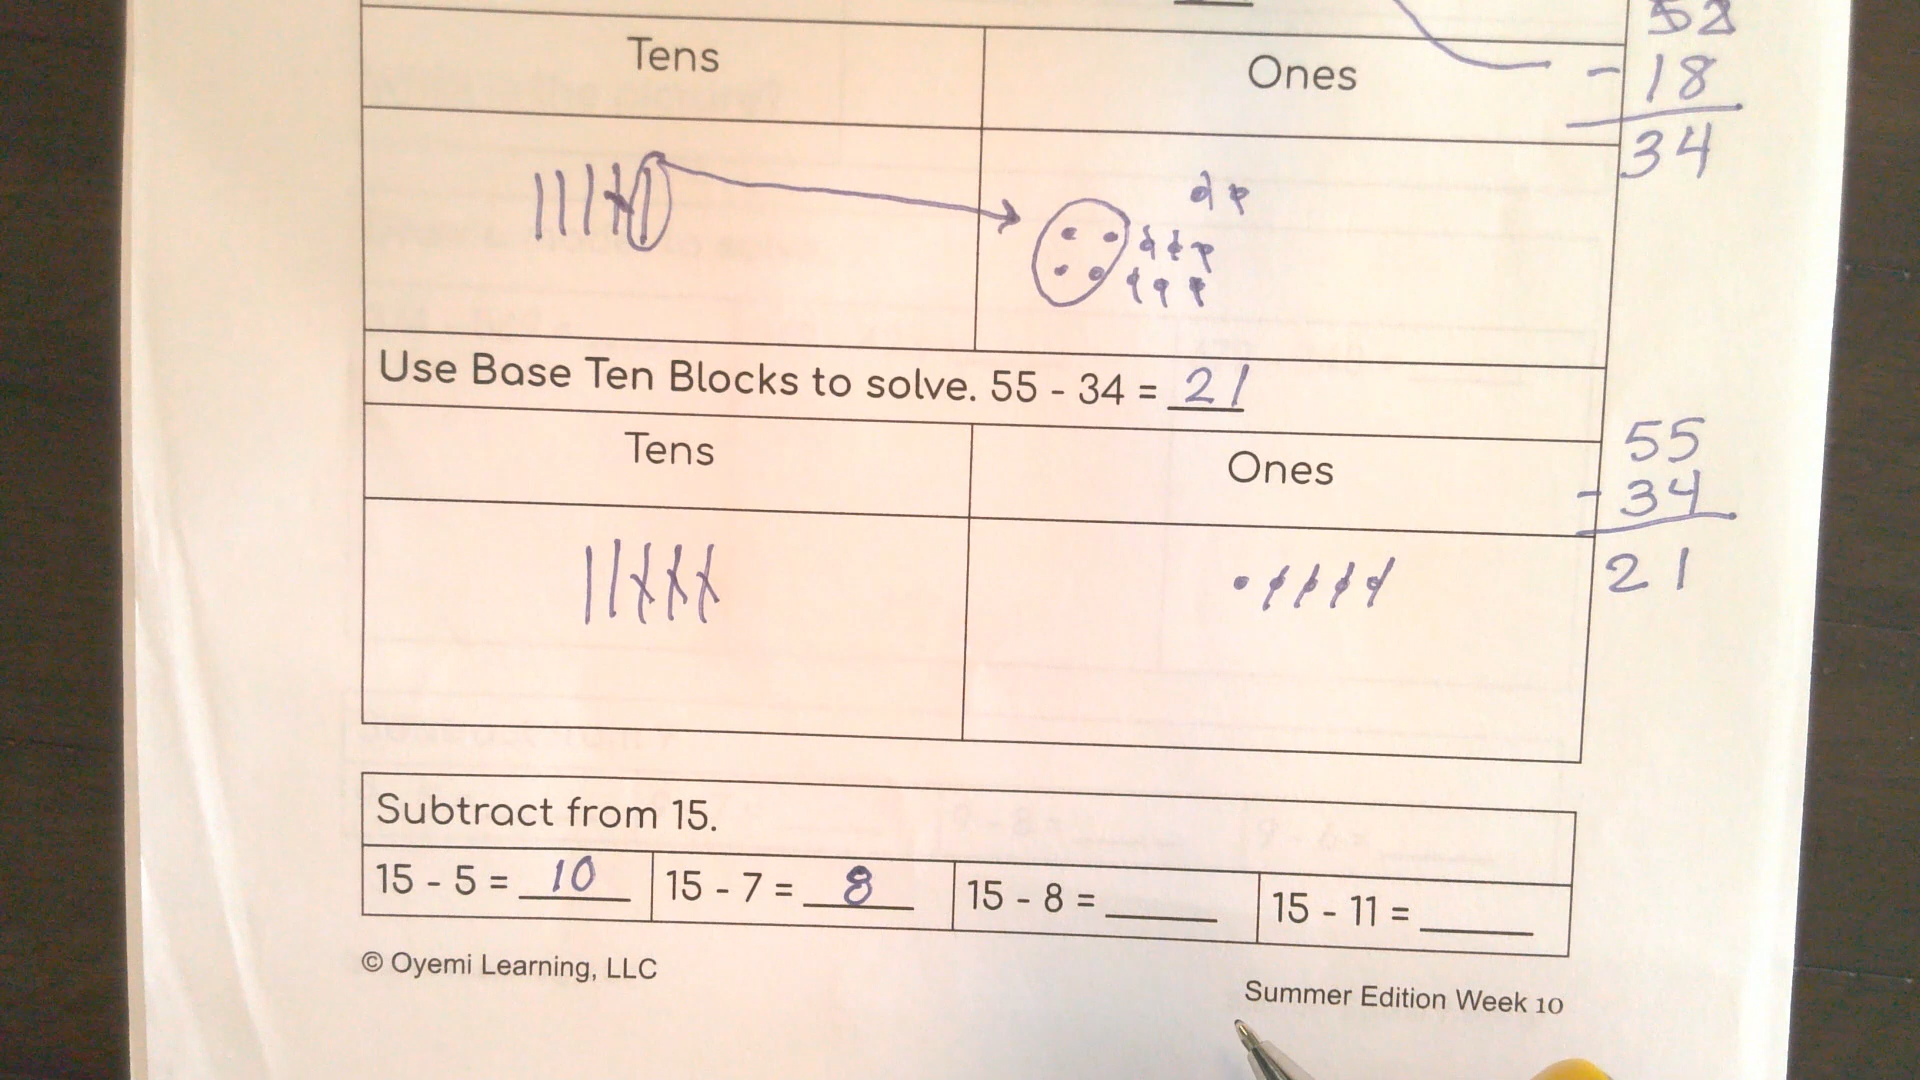 52
Tens Ones
- 18
34
Use Base Ten Blocks to solve. 55 - 34 = 21
Tens Ones
55
- 34
21
Subtract from 15.
15 - 5 = 10 15 - 7 = 8 15 - 8 = ____ 15 - 11 = ____
© Oyemi Learning, LLC
Summer Edition Week 10